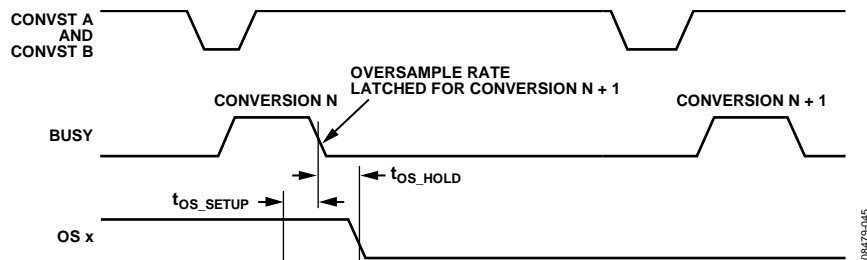 CONVST A
AND
CONVST B
OVERSAMPLE RATE
LATCHED FOR CONVERSION N + 1
CONVERSION N
CONVERSION N + 1
BUSY
tOS_HOLD
tOS_SETUP
OS x
08479-045